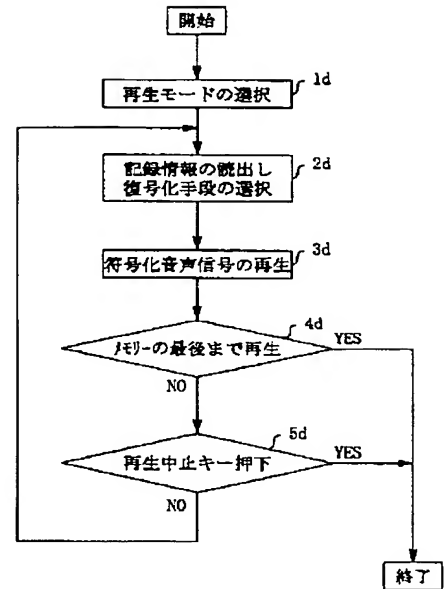 開始
再生モードの選択
1d
記録情報の読出し
復号化手段の選択
2d
符号化音声信号の再生
3d
メモリーの最後まで再生
4d
YES
NO
再生中止キー押下
5d
YES
NO
終了